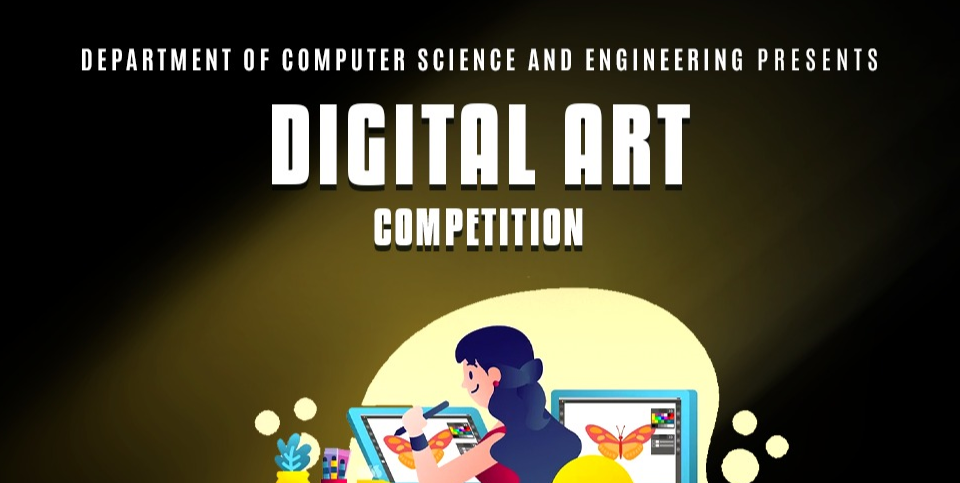 DEPARTMENT OF COMPUTER SCIENCE AND ENGINEERING PRESENTS
DIGITAL ART
COMPETITION